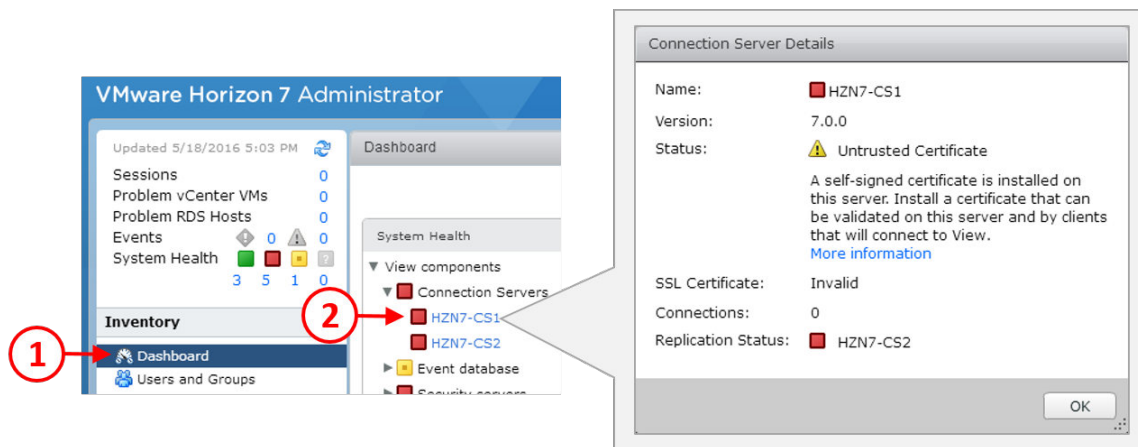 VMware Horizon 7 Administrator
Updated 5/18/2016 5:03 PM
Sessions 0
Problem vCenter VMs 0
Problem RDS Hosts 0
Events 0 0
System Health ?
3 5 1 0
Inventory
1
Dashboard
Users and Groups
Dashboard
System Health
View components
Connection Servers
2
HZN7-CS1
HZN7-CS2
Event database
Security servers
Connection Server Details
Name: HZN7-CS1
Version: 7.0.0
Status: Untrusted Certificate
A self-signed certificate is installed on
this server. Install a certificate that can
be validated on this server and by clients
that will connect to View.
More information
SSL Certificate: Invalid
Connections: 0
Replication Status: HZN7-CS2
OK